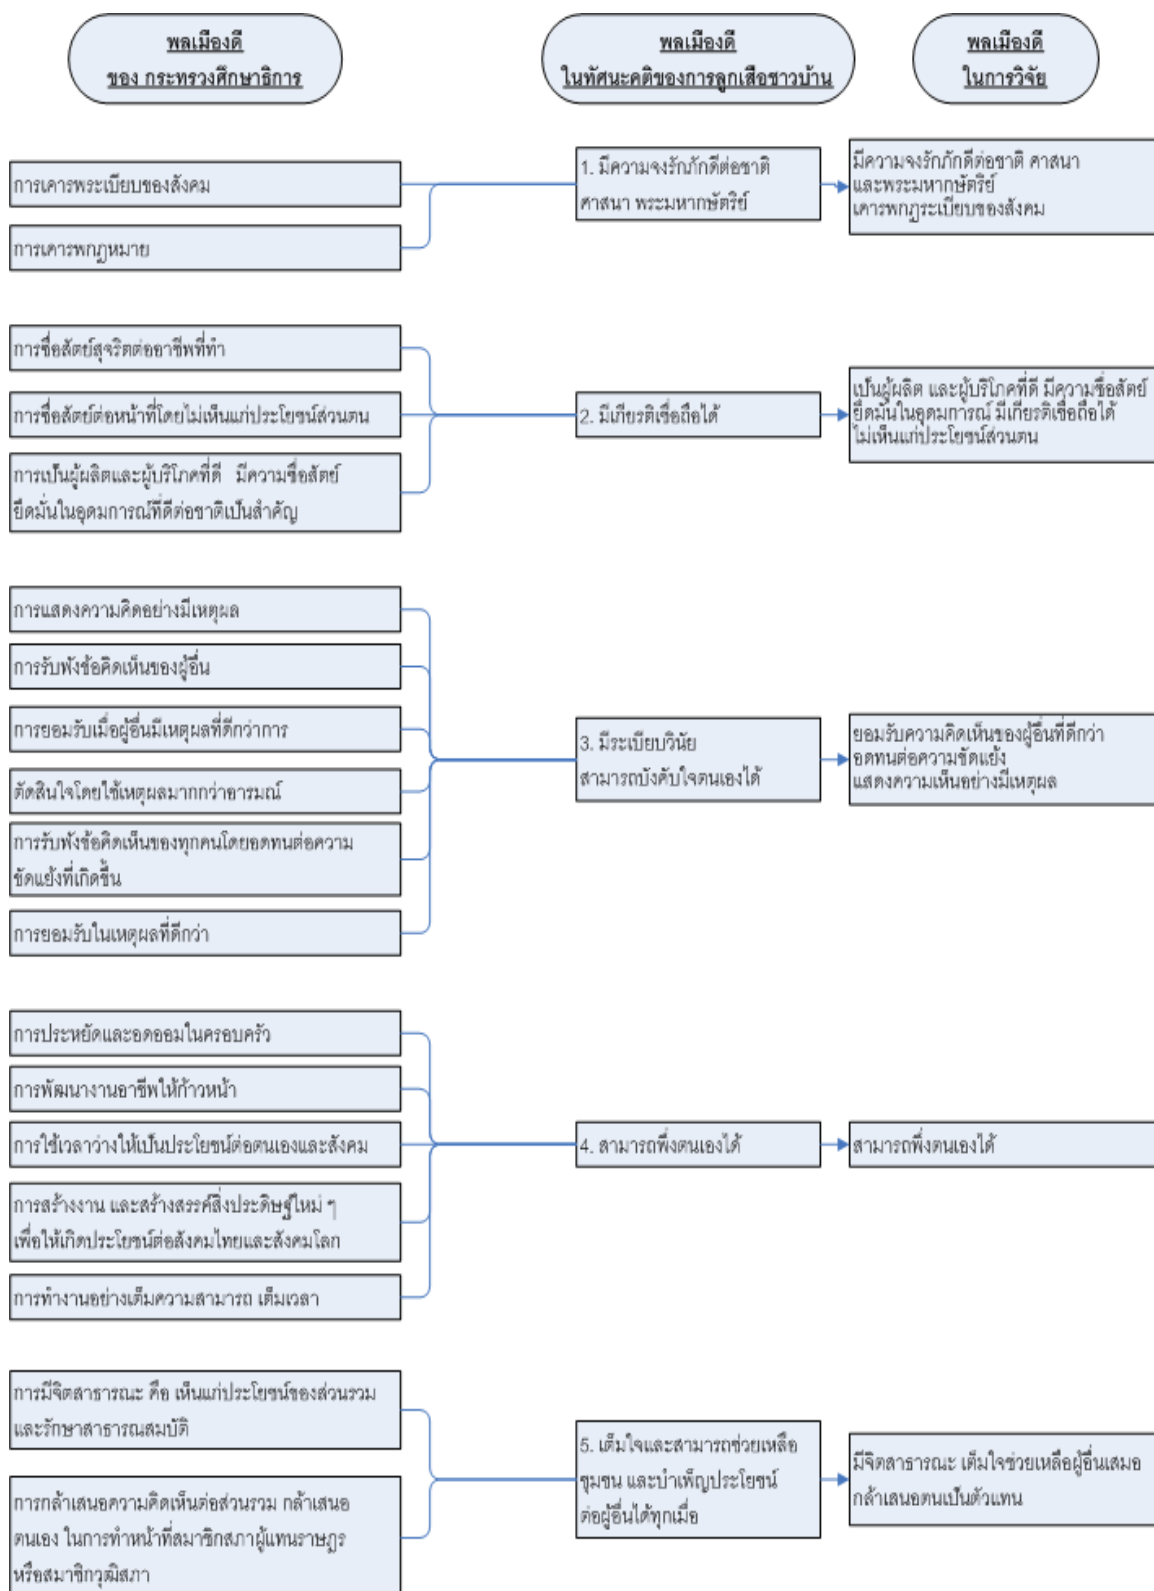 พลเมืองดี
ของ กระทรวงศึกษาธิการ
พลเมืองดี
ในทัศนะคติของการลูกเสือชาวบ้าน
พลเมืองดี
ในการวิจัย
การเคารพระเบียบของสังคม
การเคารพกฎหมาย
1. มีความจงรักภักดีต่อชาติ
ศาสนา พระมหากษัตริย์
มีความจงรักภักดีต่อชาติ ศาสนา
และพระมหากษัตริย์
เคารพกฎระเบียบของสังคม
การซื่อสัตย์สุจริตต่ออาชีพที่ทำ
การซื่อสัตย์ต่อหน้าที่โดยไม่เห็นแก่ประโยชน์ส่วนตน
การเป็นผู้ผลิตและผู้บริโภคที่ดี มีความซื่อสัตย์
ยึดมั่นในอุดมการณ์ที่ดีต่อชาติเป็นสำคัญ
2. มีเกียรติเชื่อถือได้
เป็นผู้ผลิต และผู้บริโภคที่ดี มีความซื่อสัตย์
ยึดมั่นในอุดมการณ์ มีเกียรติเชื่อถือได้
ไม่เห็นแก่ประโยชน์ส่วนตน
การแสดงความคิดอย่างมีเหตุผล
การรับฟังข้อคิดเห็นของผู้อื่น
การยอมรับเมื่อผู้อื่นมีเหตุผลที่ดีกว่าการ
ตัดสินใจโดยใช้เหตุผลมากกว่าอารมณ์
การรับฟังข้อคิดเห็นของทุกคนโดยอดทนต่อความ
ขัดแย้งที่เกิดขึ้น
การยอมรับในเหตุผลที่ดีกว่า
3. มีระเบียบวินัย
สามารถบังคับใจตนเองได้
ยอมรับความคิดเห็นของผู้อื่นที่ดีกว่า
อดทนต่อความขัดแย้ง
แสดงความเห็นอย่างมีเหตุผล
การประหยัดและอดออมในครอบครัว
การพัฒนางานอาชีพให้ก้าวหน้า
การใช้เวลาว่างให้เป็นประโยชน์ต่อตนเองและสังคม
การสร้างงาน และสร้างสรรค์สิ่งประดิษฐ์ใหม่ ๆ
เพื่อให้เกิดประโยชน์ต่อสังคมไทยและสังคมโลก
การทำงานอย่างเต็มความสามารถ เต็มเวลา
4. สามารถพึ่งตนเองได้
สามารถพึ่งตนเองได้
การมีจิตสาธารณะ คือ เห็นแก่ประโยชน์ของส่วนรวม
และรักษาสาธารณสมบัติ
การกล้าเสนอความคิดเห็นต่อส่วนรวม กล้าเสนอ
ตนเอง ในการทำหน้าที่สมาชิกสภาผู้แทนราษฎร
หรือสมาชิกวุฒิสภา
5. เต็มใจและสามารถช่วยเหลือ
ชุมชน และบำเพ็ญประโยชน์
ต่อผู้อื่นได้ทุกเมื่อ
มีจิตสาธารณะ เต็มใจช่วยเหลือผู้อื่นเสมอ
กล้าเสนอตนเป็นตัวแทน